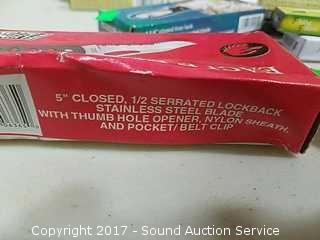 5" CLOSED, 1/2 SERRATED LOCKBACK
STAINLESS STEEL BLADE
WITH THUMB HOLE OPENER, NYLON SHEATH,
AND POCKET/ BELT CLIP
Copyright 2017 - Sound Auction Service